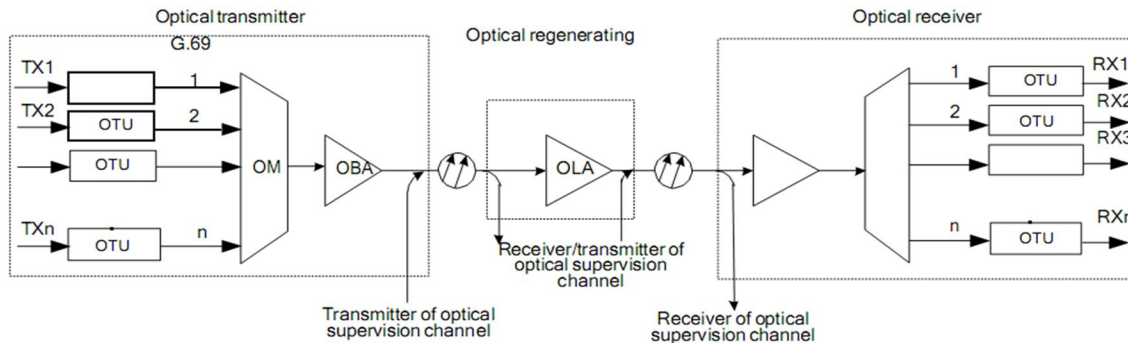 Optical transmitter
G.69
Optical regenerating
Optical receiver
TX1
1
TX2
OTU
2
OTU
TXn
OTU
n
OM
OBA
OLA
1
OTU
RX1
2
OTU
RX2
RX3
n
OTU
RXn
Transmitter of optical
supervision channel
Receiver/transmitter of
optical supervision
channel
Receiver of optical
supervision channel